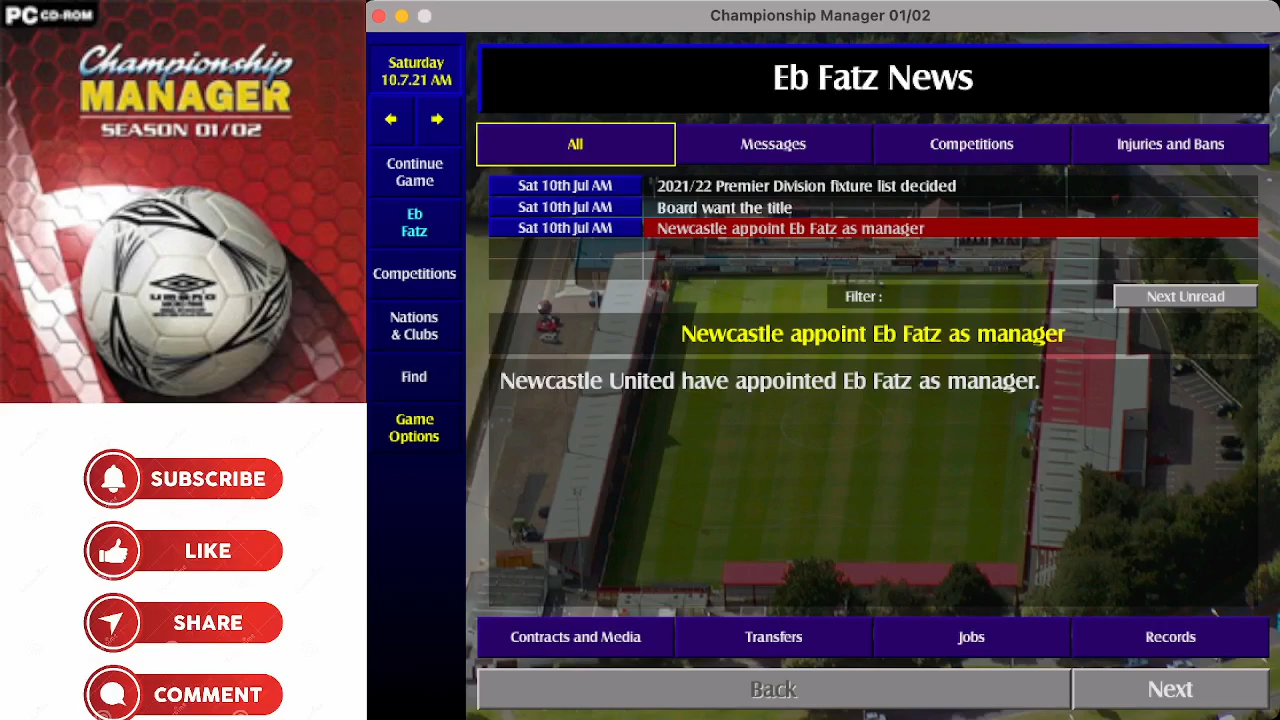 PC CD-ROM
Championship
MANAGER
SEASON 01/02
UMBRO
SUBSCRIBE
LIKE
SHARE
COMMENT
Championship Manager 01/02
Saturday
10.7.21 AM
Continue
Game
Eb
Fatz
Competitions
Nations
& Clubs
Find
Game
Options
Eb Fatz News
All Messages Competitions Injuries and Bans
Sat 10th Jul AM 2021/22 Premier Division fixture list decided
Sat 10th Jul AM Board want the title
Sat 10th Jul AM Newcastle appoint Eb Fatz as manager
Filter : Next Unread
Newcastle appoint Eb Fatz as manager
Newcastle United have appointed Eb Fatz as manager.
Contracts and Media Transfers Jobs Records
Back Next